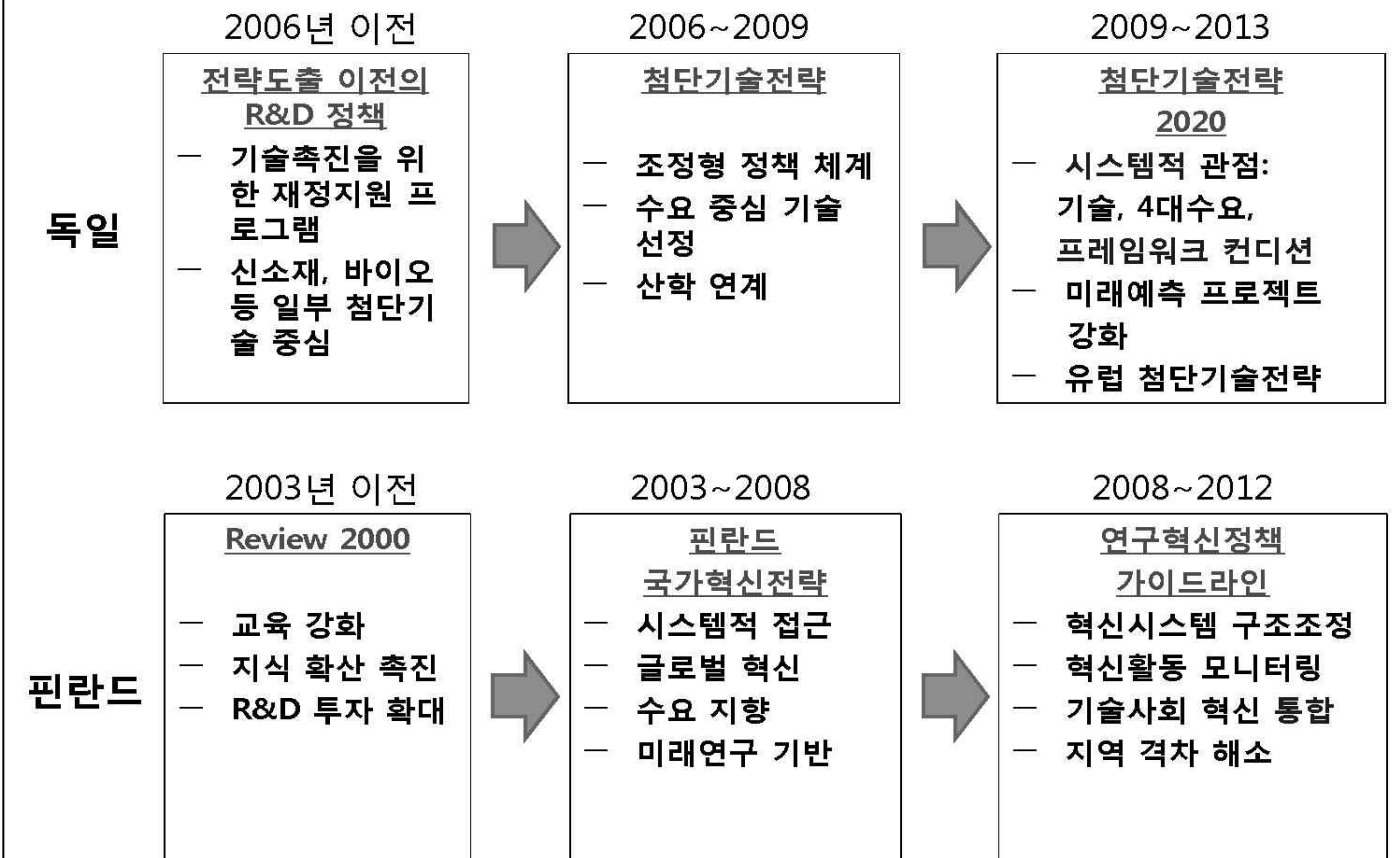 2006년 이전
2006~2009
2009~2013
독일
전략도출 이전의
R&D 정책
— 기술촉진을 위
한 재정지원 프
로그램
— 신소재, 바이오
등 일부 첨단기
술 중심
첨단기술전략
— 조정형 정책 체계
— 수요 중심 기술
선정
— 산학 연계
첨단기술전략
2020
— 시스템적 관점:
기술, 4대수요,
프레임워크 컨디션
— 미래예측 프로젝트
강화
— 유럽 첨단기술전략
2003년 이전
2003~2008
2008~2012
핀란드
Review 2000
— 교육 강화
— 지식 확산 촉진
— R&D 투자 확대
핀란드
국가혁신전략
— 시스템적 접근
— 글로벌 혁신
— 수요 지향
— 미래연구 기반
연구혁신정책
가이드라인
— 혁신시스템 구조조정
— 혁신활동 모니터링
— 기술사회 혁신 통합
— 지역 격차 해소